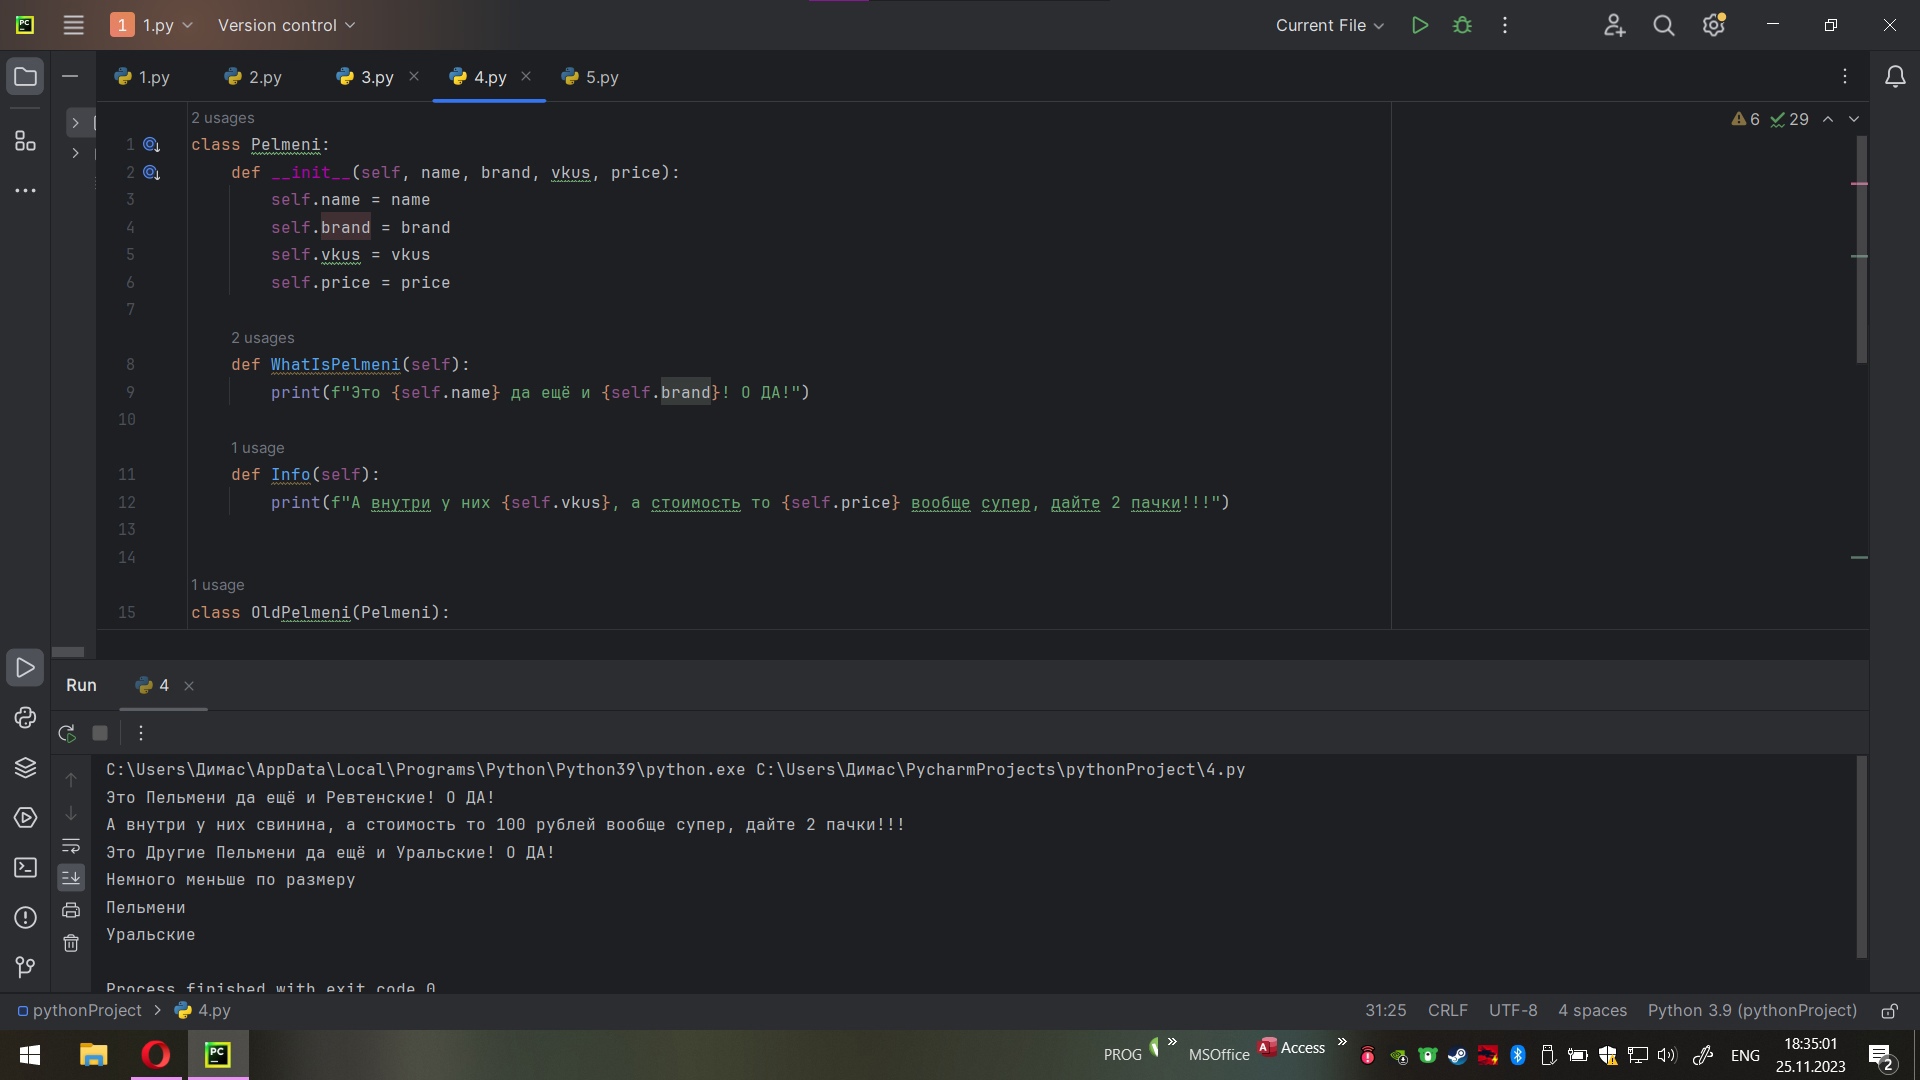 PC 1 1.py Version control Current File
1.py 2.py 3.py 4.py 5.py
2 usages 6 29
1 class Pelmeni:
2 def __init__(self, name, brand, vkus, price):
3 self.name = name
4 self.brand = brand
5 self.vkus = vkus
6 self.price = price
7
2 usages
8 def WhatIsPelmeni(self):
9 print(f"Это {self.name} да ещё и {self.brand}! О ДА!")
10
1 usage
11 def Info(self):
12 print(f"А внутри у них {self.vkus}, а стоимость то {self.price} вообще супер, дайте 2 пачки!!!")
13
14
1 usage
15 class OldPelmeni(Pelmeni):
Run 4
C:\Users\Димас\AppData\Local\Programs\Python\Python39\python.exe C:\Users\Димас\PycharmProjects\pythonProject\4.py
Это Пельмени да ещё и Ревтенские! О ДА!
А внутри у них свинина, а стоимость то 100 рублей вообще супер, дайте 2 пачки!!!
Это Другие Пельмени да ещё и Уральские! О ДА!
Немного меньше по размеру
Пельмени
Уральские
Process finished with exit code 0
pythonProject > 4.py 31:25 CRLF UTF-8 4 spaces Python 3.9 (pythonProject)
PC PROG » MSOffice A Access » ENG 18:35:01
25.11.2023 2